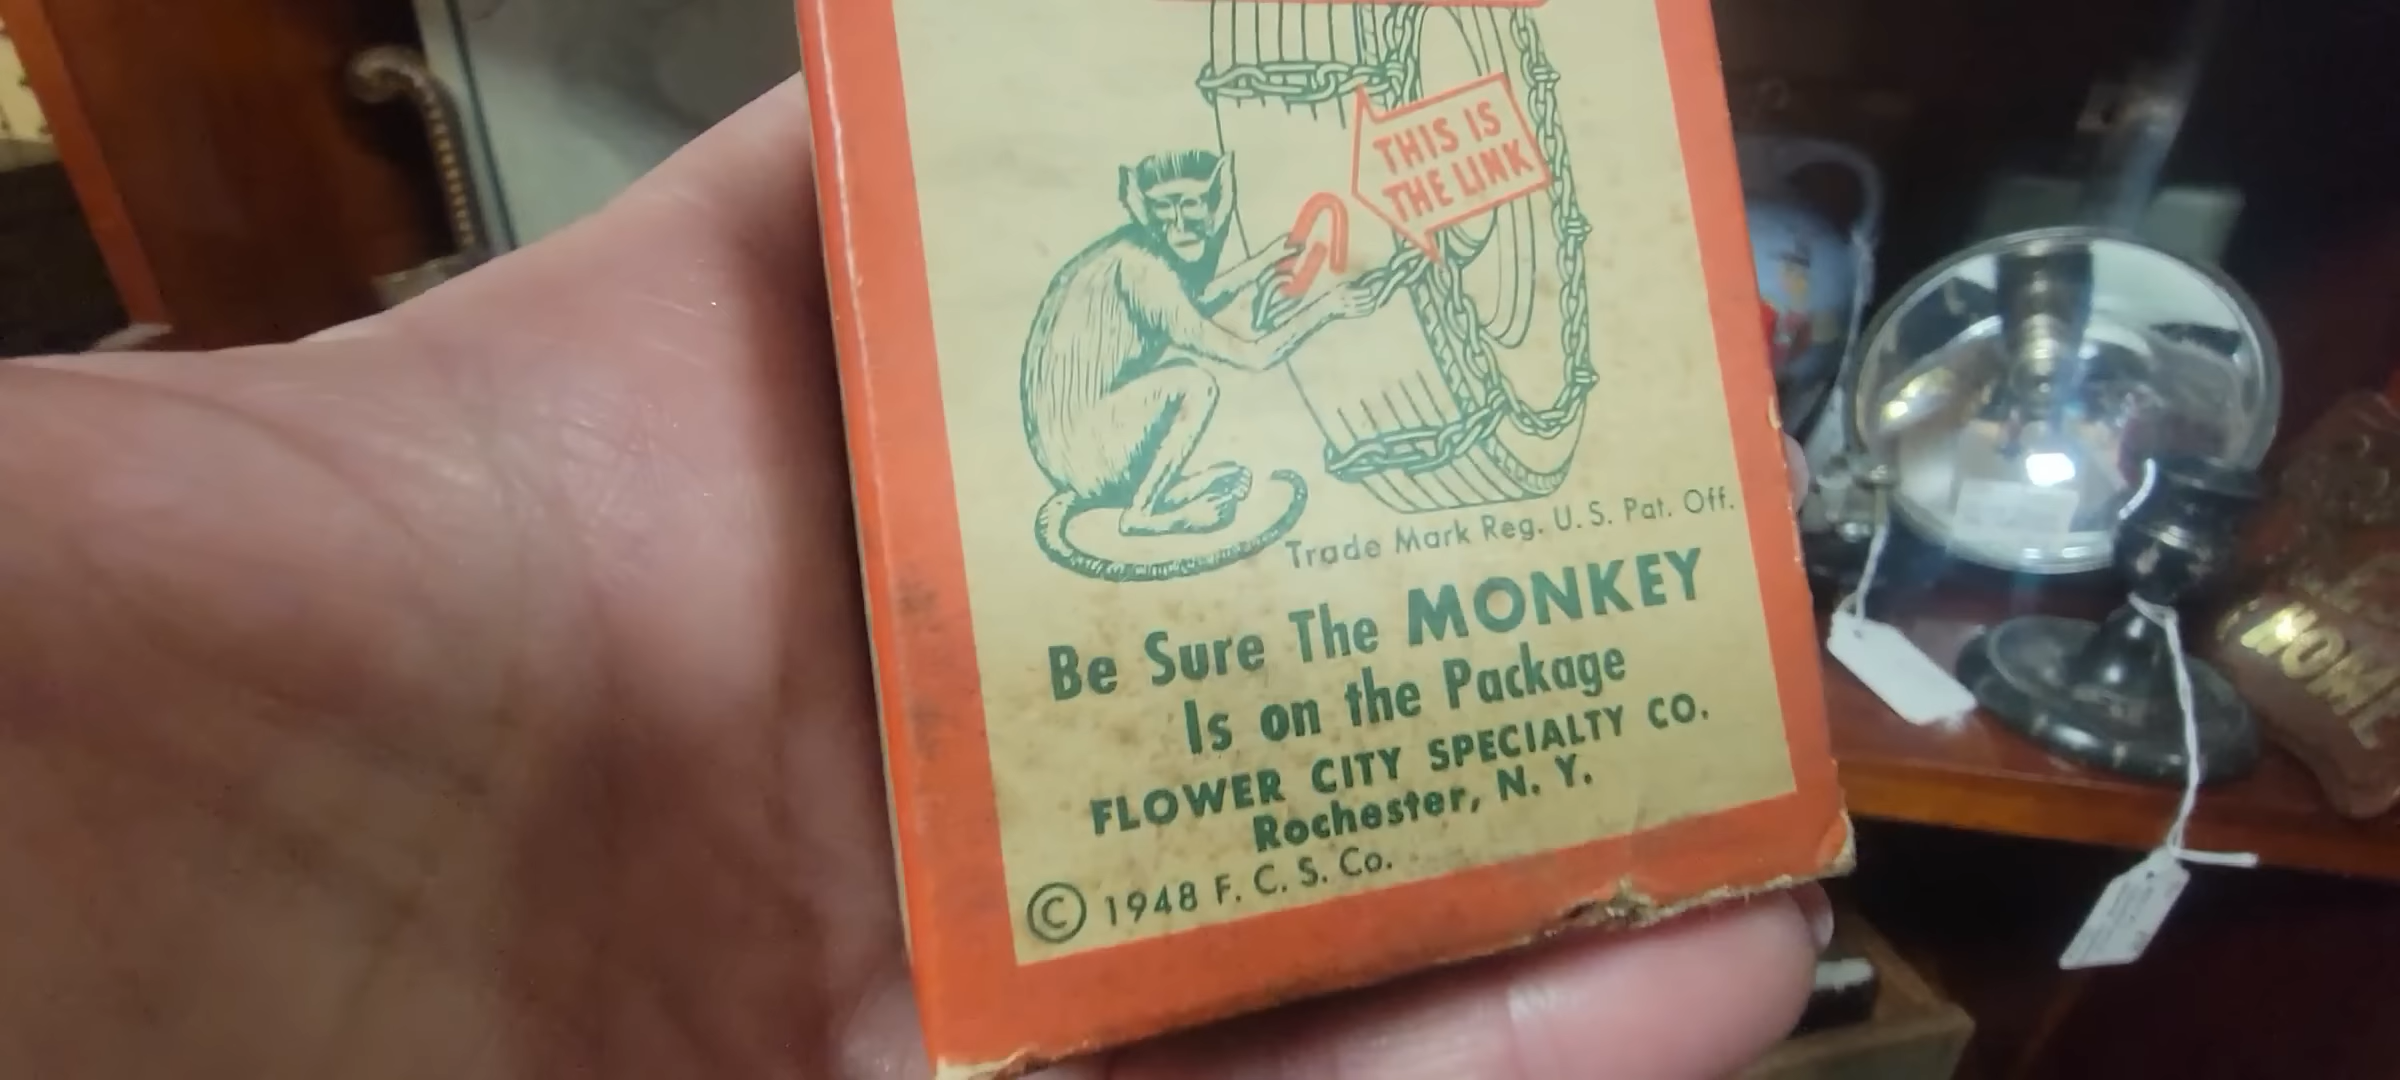 THIS IS
THE LINK
Trade Mark Reg. U.S. Pat. Off.
Be Sure The MONKEY
Is on the Package
FLOWER CITY SPECIALTY CO.
Rochester, N. Y.
© 1948 F. C. S. Co.
HOME